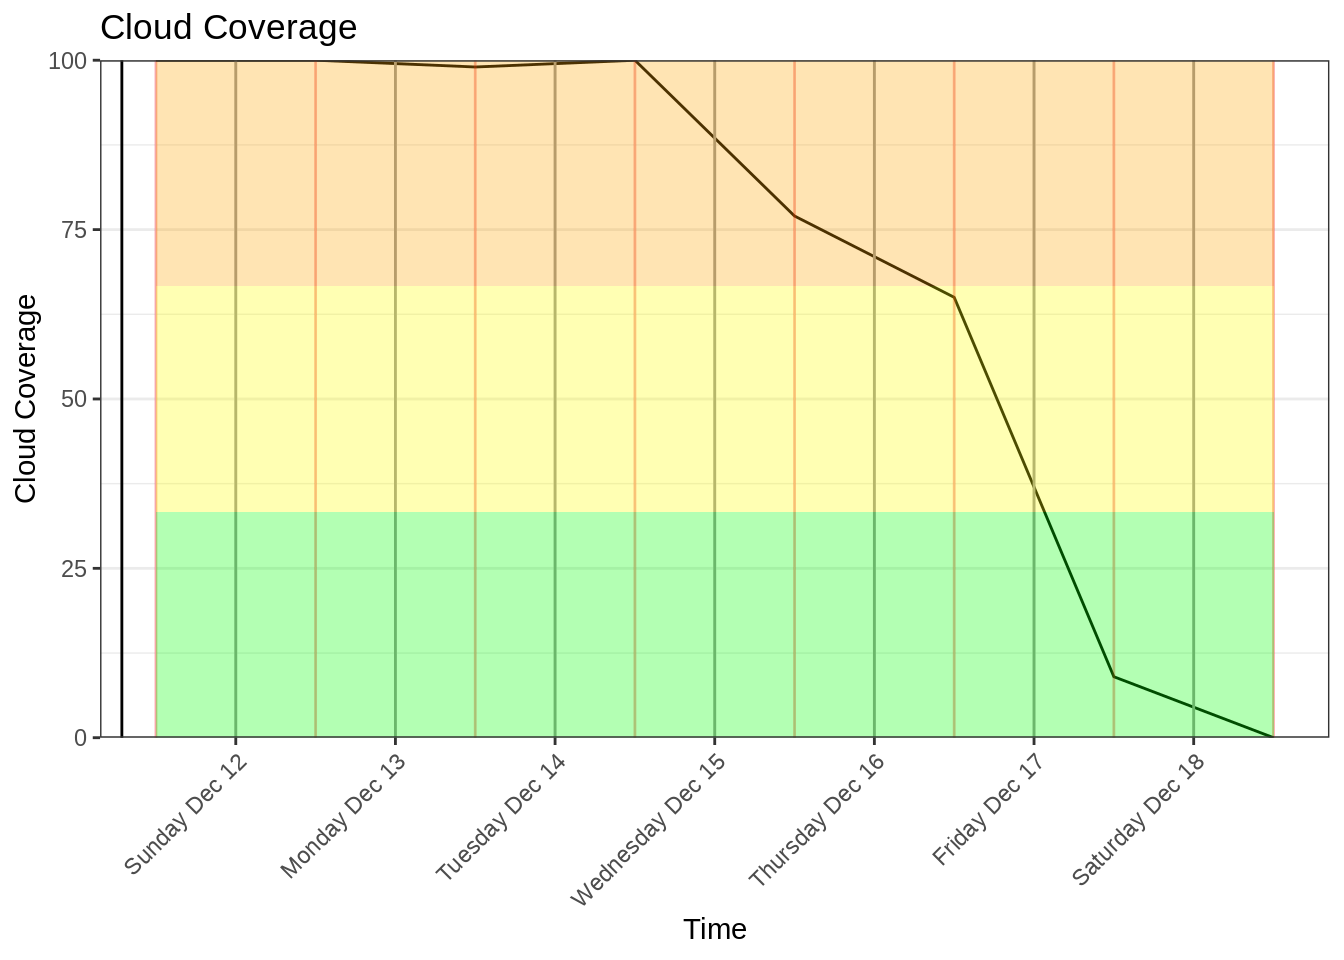 Cloud Coverage
100
75
50
25
0
Cloud Coverage
Sunday Dec 12
Monday Dec 13
Tuesday Dec 14
Wednesday Dec 15
Thursday Dec 16
Friday Dec 17
Saturday Dec 18
Time